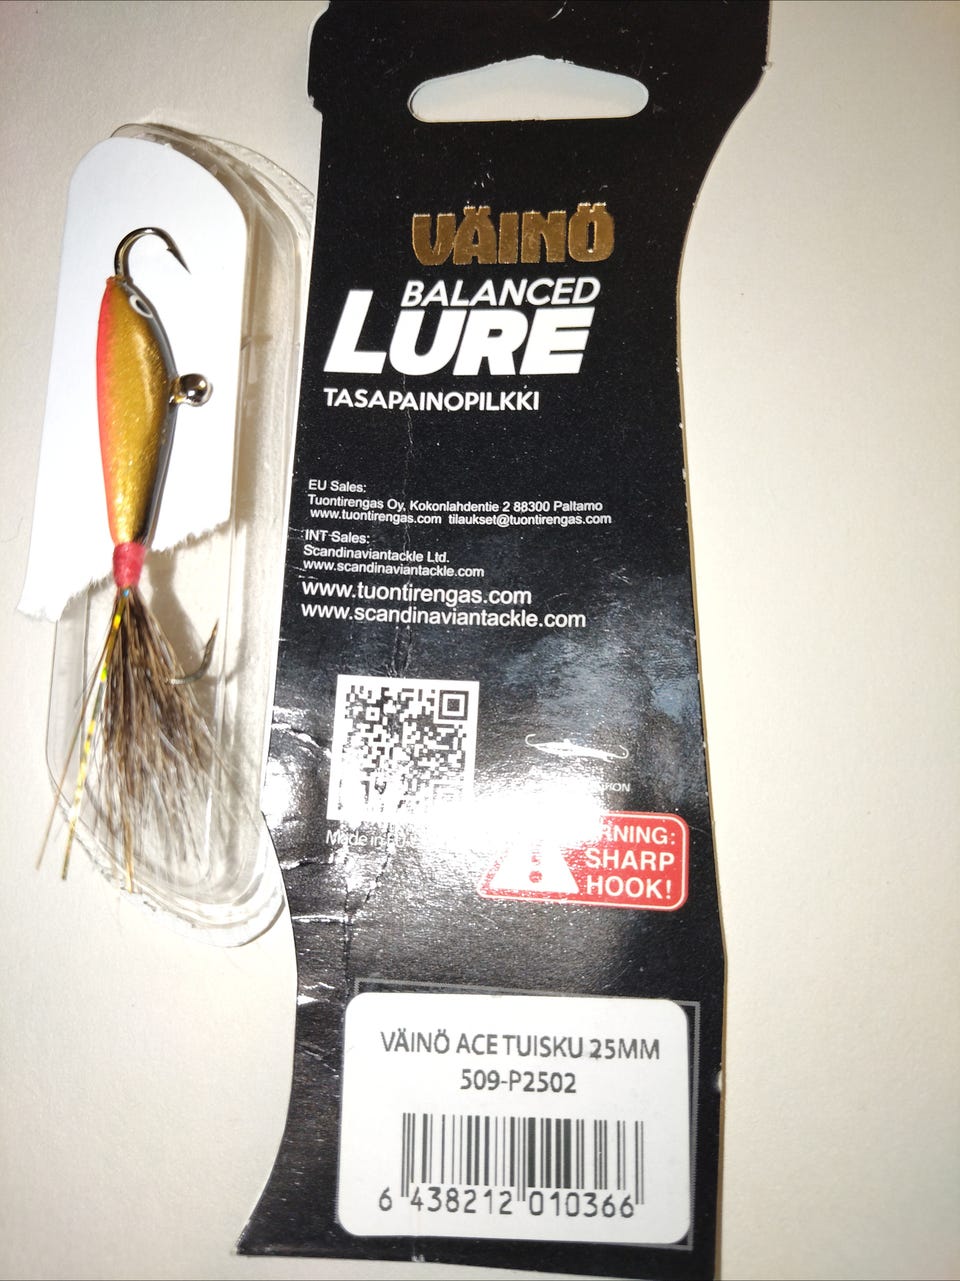 VÄINÖ
BALANCED
LURE
TASAPAINOPILKKI
EU Sales:
Tuontirengas Oy, Kokonlahdentie 2 88300 Paltamo
www.tuontirengas.com tilaukset@tuontirengas.com
INT Sales:
Scandinaviantackle Ltd.
www.scandinaviantackle.com
www.tuontirengas.com
www.scandinaviantackle.com
Made in
SHARP
HOOK!
VÄINÖ ACE TUISKU 25MM
509-P2502
6 438212 010366